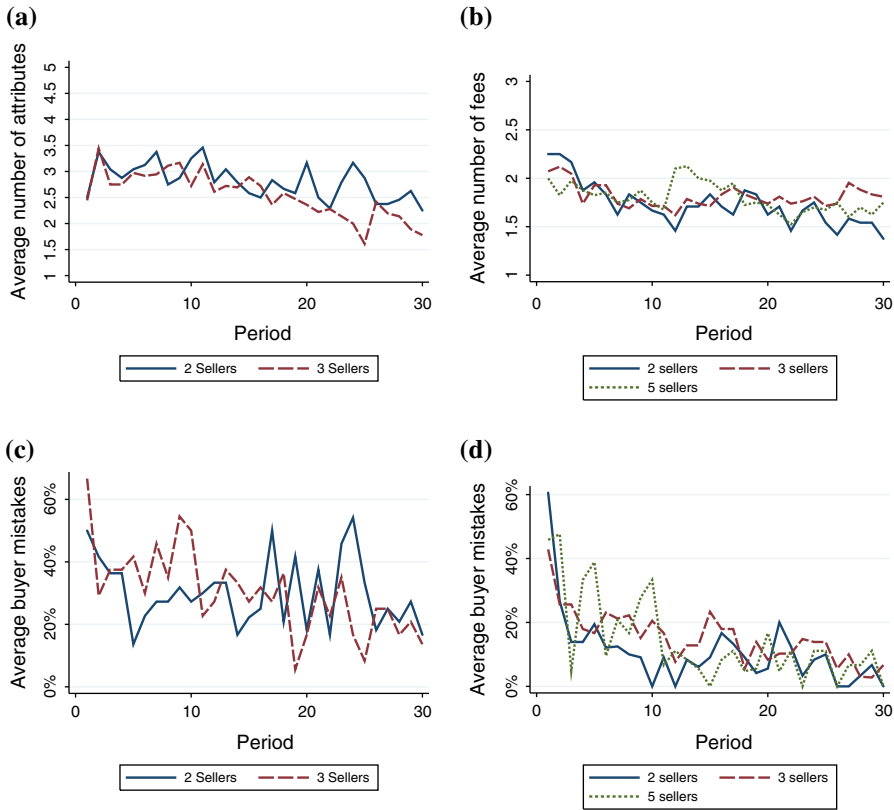 (a)
Average number of attributes
5
4.5
4
3.5
3
2.5
2
1.5
1
0 10 20 30
Period
2 Sellers 3 Sellers
(b)
Average number of fees
3
2.5
2
1.5
1
0 10 20 30
Period
2 sellers 3 sellers
5 sellers
(c)
Average buyer mistakes
60%
40%
20%
0%
0 10 20 30
Period
2 Sellers 3 Sellers
(d)
Average buyer mistakes
60%
40%
20%
0%
0 10 20 30
Period
2 sellers 3 sellers
5 sellers